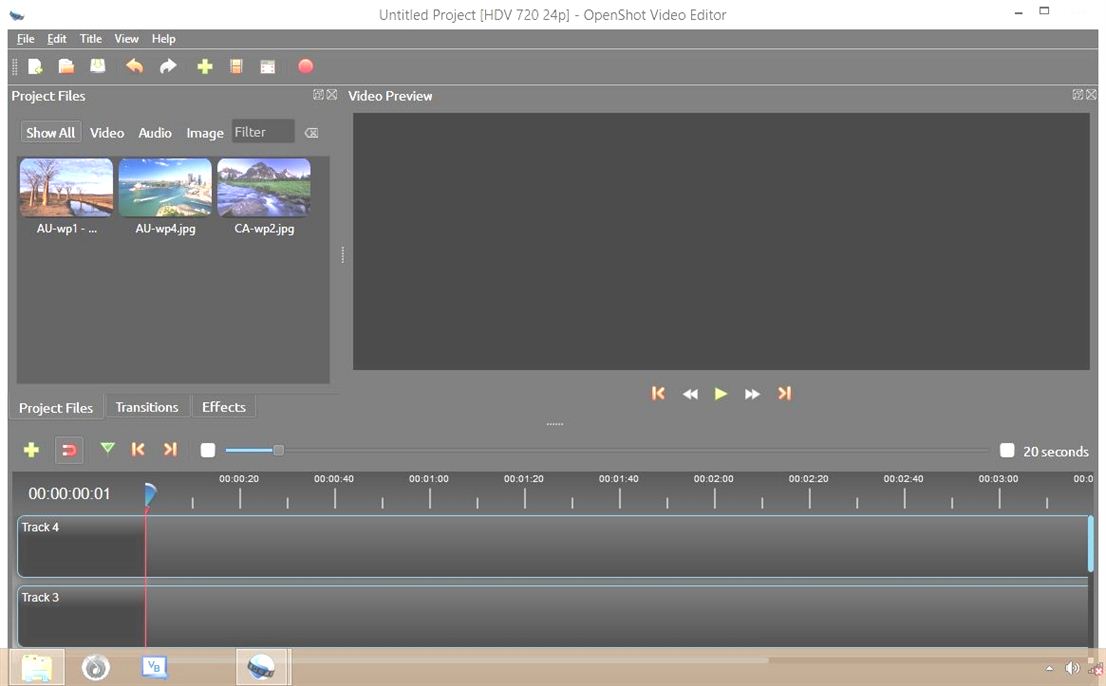 Untitled Project [HDV 720 24p] - OpenShot Video Editor
File Edit Title View Help
Project Files Video Preview
Show All Video Audio Image Filter
AU-wp1 - ... AU-wp4.jpg CA-wp2.jpg
Project Files Transitions Effects
20 seconds
00:00:20 00:00:40 00:01:00 00:01:20 00:01:40 00:02:00 00:02:20 00:02:40 00:03:00 00:0
00:00:00:01
Track 4
Track 3
VB